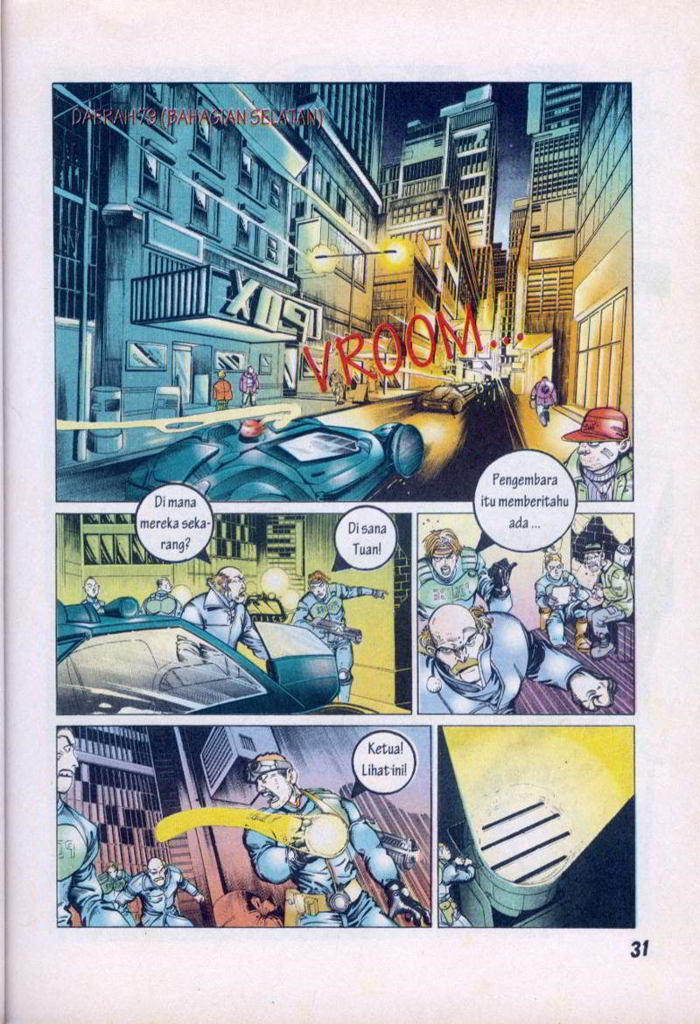 DAERAH 79 (BAHAGIAN SELATAN)
VROOM...
Di mana
mereka seka-
rang?
Di sana
Tuan!
Pengembara
itu memberitahu
ada ...
Ketua!
Lihat ini!
31